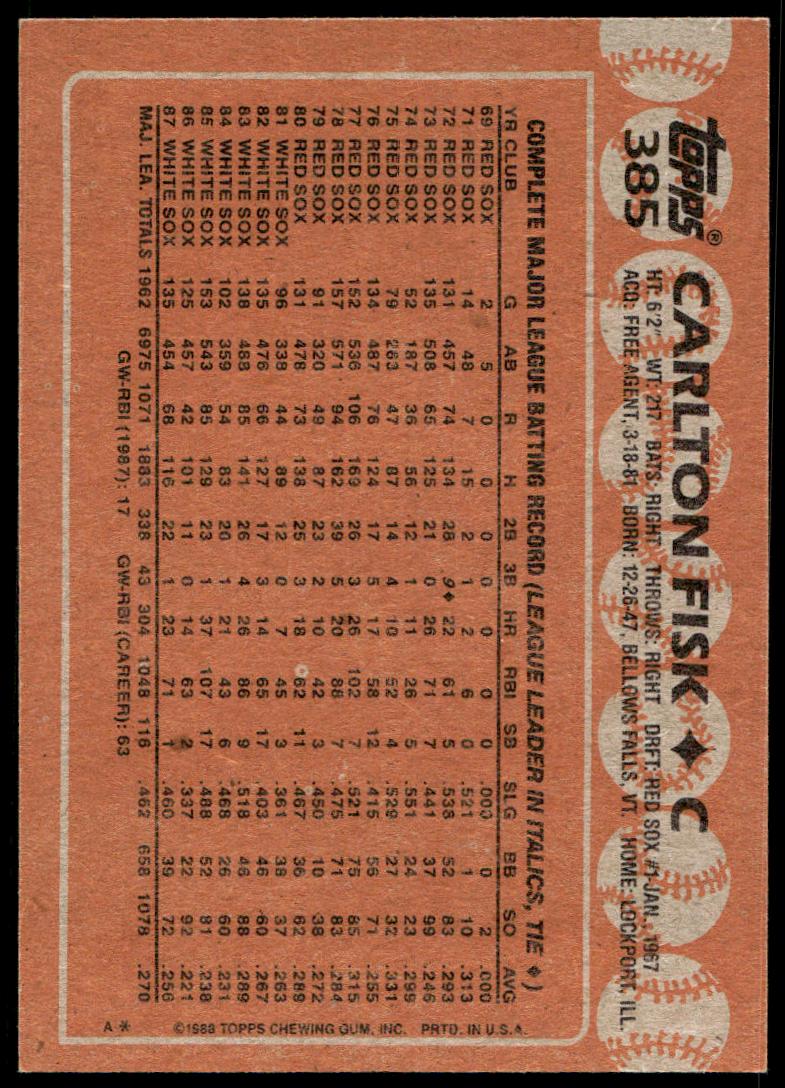 topps®
385
CARLTON FISK ◆ C
HT: 6'2" WT: 217 BATS: RIGHT THROWS: RIGHT DRFT: RED SOX #1-JAN., 1967
ACQ: FREE AGENT, 3-18-81 BORN: 12-26-47, BELLOWS FALLS, VT. HOME: LOCKPORT, ILL.
COMPLETE MAJOR LEAGUE BATTING RECORD (LEAGUE LEADER IN ITALICS, TIE ◆)
YR CLUB G AB R H 2B 3B HR RBI SB SLG BB SO AVG
69 RED SOX 2 5 0 0 0 0 0 0 0 .000 0 2 .000
71 RED SOX 14 48 7 15 2 1 2 6 0 .521 1 10 .313
72 RED SOX 131 457 74 134 28 9◆ 22 61 5 .538 52 83 .293
73 RED SOX 135 508 65 125 21 0 26 71 7 .441 37 99 .246
74 RED SOX 52 187 36 56 12 1 11 26 5 .551 24 23 .299
75 RED SOX 79 263 47 87 14 4 10 52 4 .529 27 32 .331
76 RED SOX 134 487 76 124 17 5 17 58 12 .415 56 71 .255
77 RED SOX 152 536 106 169 26 3 26 102 7 .521 75 85 .315
78 RED SOX 157 571 94 162 39 5 20 88 7 .475 71 83 .284
79 RED SOX 91 320 49 87 23 2 10 42 3 .450 10 38 .272
80 RED SOX 131 478 73 138 25 3 18 62 11 .467 36 62 .289
81 WHITE SOX 96 338 44 89 12 0 7 45 3 .361 38 37 .263
82 WHITE SOX 135 476 66 127 17 3 14 65 17 .403 46 60 .267
83 WHITE SOX 138 488 85 141 26 4 26 86 9 .518 46 88 .289
84 WHITE SOX 102 359 54 83 20 1 21 43 6 .468 26 60 .231
85 WHITE SOX 153 543 85 129 23 1 37 107 17 .488 52 81 .238
86 WHITE SOX 125 457 42 101 11 0 14 63 2 .337 22 92 .221
87 WHITE SOX 135 454 68 116 22 1 23 71 1 .460 39 72 .256
MAJ. LEA. TOTALS 1962 6975 1071 1883 338 43 304 1048 116 .462 658 1078 .270
GW-RBI (1987): 17 GW-RBI (CAREER): 63
A* ©1988 TOPPS CHEWING GUM, INC. PRTD. IN U.S.A.